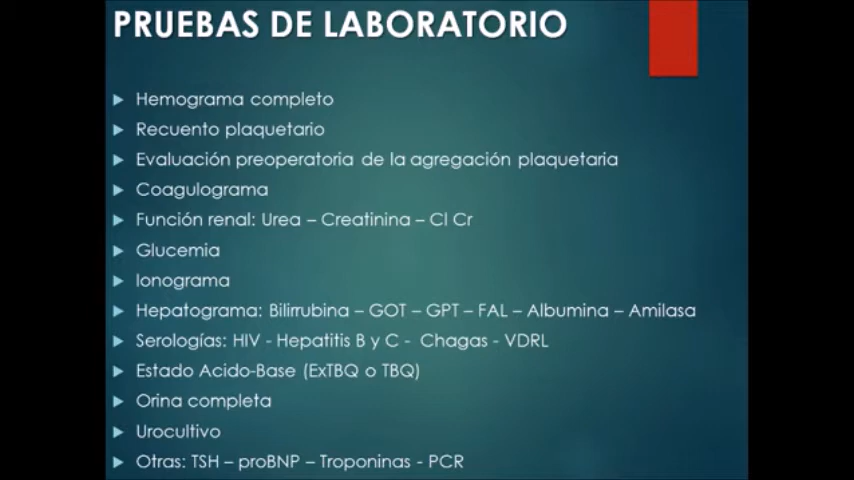 PRUEBAS DE LABORATORIO
Hemograma completo
Recuento plaquetario
Evaluación preoperatoria de la agregación plaquetaria
Coagulograma
Función renal: Urea – Creatinina – Cl Cr
Glucemia
Ionograma
Hepatograma: Bilirrubina – GOT – GPT – FAL – Albumina – Amilasa
Serologías: HIV - Hepatitis B y C - Chagas - VDRL
Estado Acido-Base (ExTBQ o TBQ)
Orina completa
Urocultivo
Otras: TSH – proBNP – Troponinas - PCR